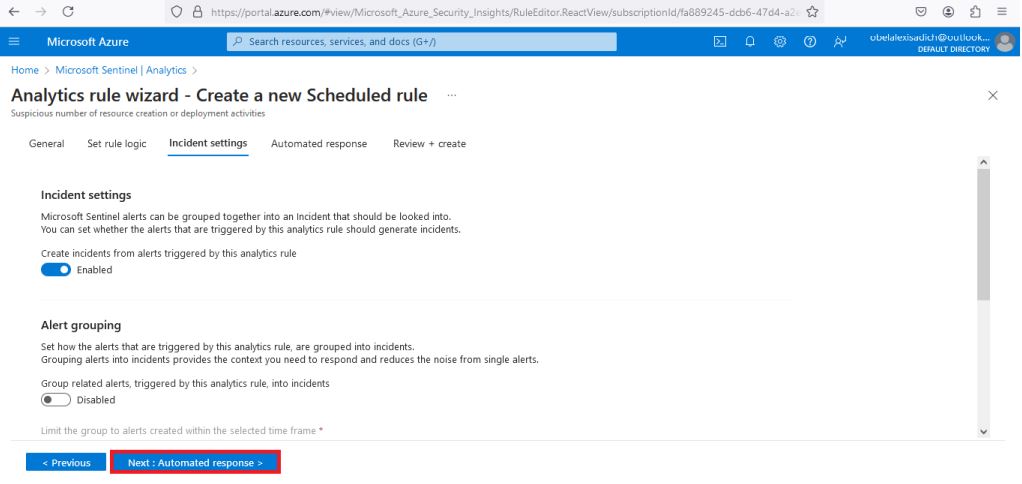 https://portal.azure.com/#view/Microsoft_Azure_Security_Insights/RuleEditor.ReactView/subscriptionId/fa889245-dcb6-47d4-a2e
Microsoft Azure
Search resources, services, and docs (G+/)
obelalexisadich@outlook...
DEFAULT DIRECTORY
Home > Microsoft Sentinel | Analytics >
Analytics rule wizard - Create a new Scheduled rule ...
Suspicious number of resource creation or deployment activities
General Set rule logic Incident settings Automated response Review + create
Incident settings
Microsoft Sentinel alerts can be grouped together into an Incident that should be looked into.
You can set whether the alerts that are triggered by this analytics rule should generate incidents.
Create incidents from alerts triggered by this analytics rule
Enabled
Alert grouping
Set how the alerts that are triggered by this analytics rule, are grouped into incidents.
Grouping alerts into incidents provides the context you need to respond and reduces the noise from single alerts.
Group related alerts, triggered by this analytics rule, into incidents
Disabled
Limit the group to alerts created within the selected time frame *
< Previous Next : Automated response >